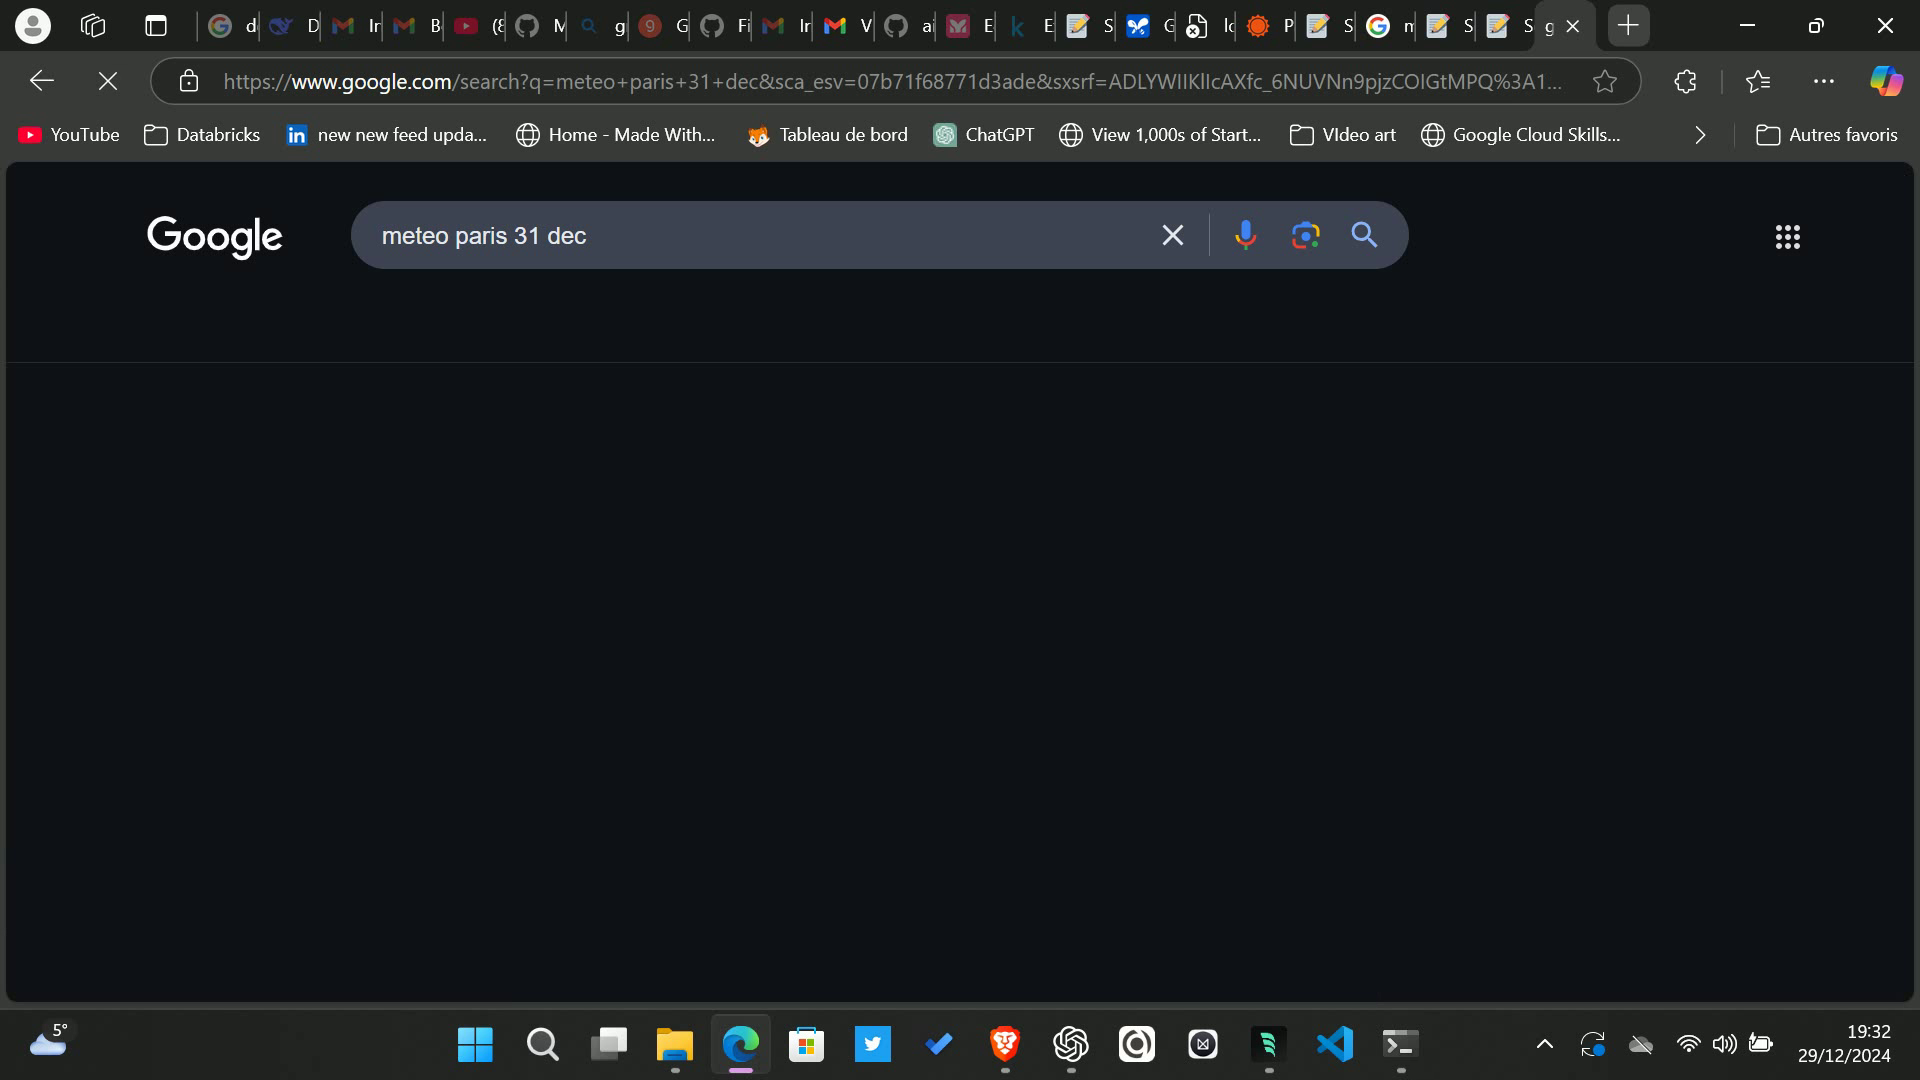 d
D
Ir
B
(8
M
g
G
Fi
Ir
V
ai
E
E
S
G
lo
P
S
m
S
S
g
https://www.google.com/search?q=meteo+paris+31+dec&sca_esv=07b71f68771d3ade&sxsrf=ADLYWIIKlIcAXfc_6NUVNn9pjzCOIGtMPQ%3A1...
YouTube
Databricks
new new feed upda...
Home - Made With...
Tableau de bord
ChatGPT
View 1,000s of Start...
VIdeo art
Google Cloud Skills...
Autres favoris
Google
meteo paris 31 dec
5°
19:32
29/12/2024